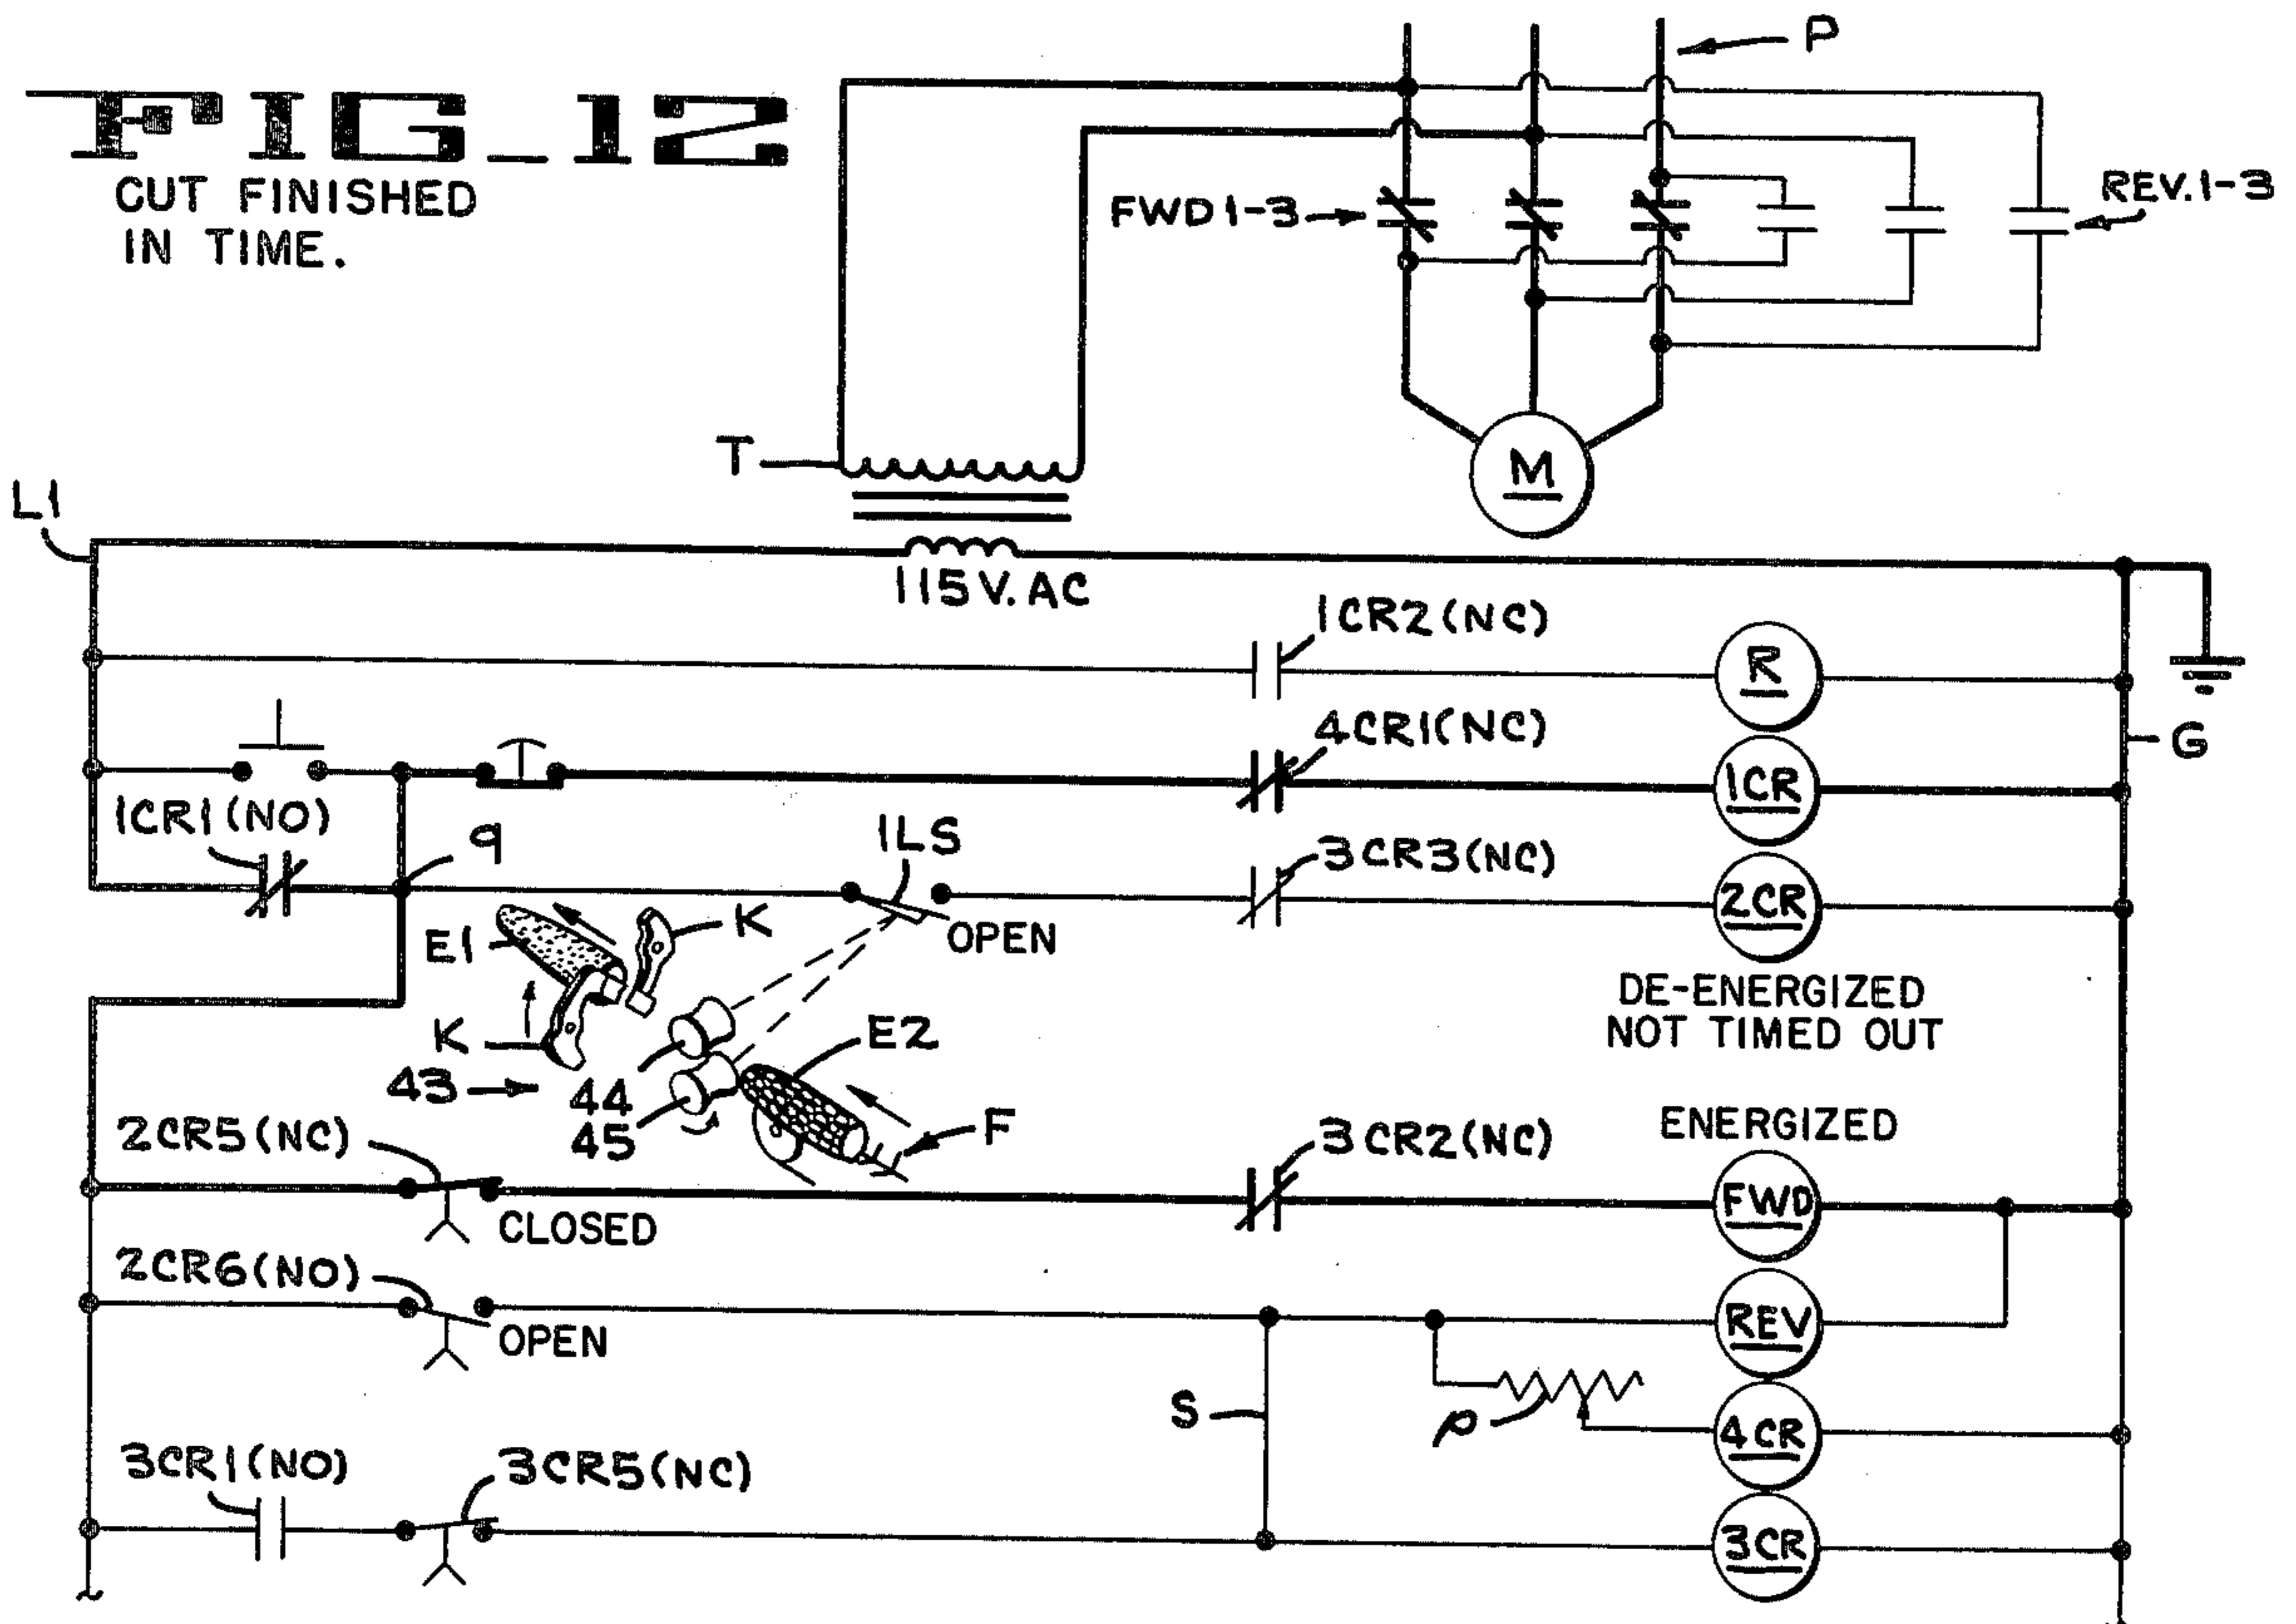 FIG_12
CUT FINISHED
IN TIME.
P
FWD 1-3
REV. 1-3
M
T
L1
115V. AC
1CR2(NC)
R
4CR1(NC)
G
1CR
1CR1(NO)
9
1LS
3CR3(NC)
2CR
OPEN
E1
K
K
DE-ENERGIZED
NOT TIMED OUT
E2
43
44
45
F
2CR5(NC)
CLOSED
3CR2(NC)
ENERGIZED
FWD
2CR6(NO)
OPEN
REV
S
P
4CR
3CR1(NO)
3CR5(NC)
3CR